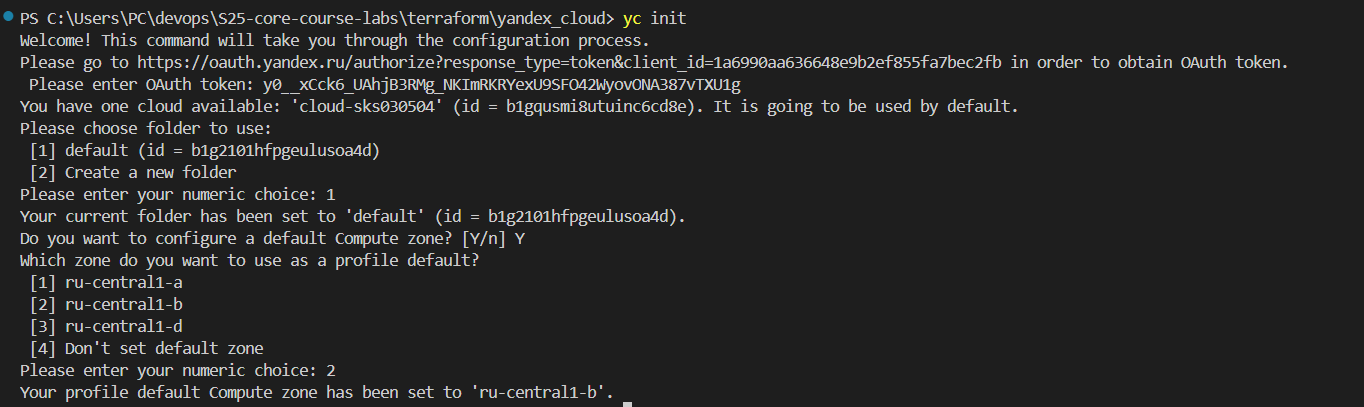 PS C:\Users\PC\devops\S25-core-course-labs\terraform\yandex_cloud> yc init
Welcome! This command will take you through the configuration process.
Please go to https://oauth.yandex.ru/authorize?response_type=token&client_id=1a6990aa636648e9b2ef855fa7bec2fb in order to obtain OAuth token.
Please enter OAuth token: y0__xCck6_UAhjB3RMg_NKImRKRYexU9SFO42WyovONA387vTXU1g
You have one cloud available: 'cloud-sks030504' (id = b1gqusmi8utuinc6cd8e). It is going to be used by default.
Please choose folder to use:
[1] default (id = b1g2101hfpgeulusoa4d)
[2] Create a new folder
Please enter your numeric choice: 1
Your current folder has been set to 'default' (id = b1g2101hfpgeulusoa4d).
Do you want to configure a default Compute zone? [Y/n] Y
Which zone do you want to use as a profile default?
[1] ru-central1-a
[2] ru-central1-b
[3] ru-central1-d
[4] Don't set default zone
Please enter your numeric choice: 2
Your profile default Compute zone has been set to 'ru-central1-b'.